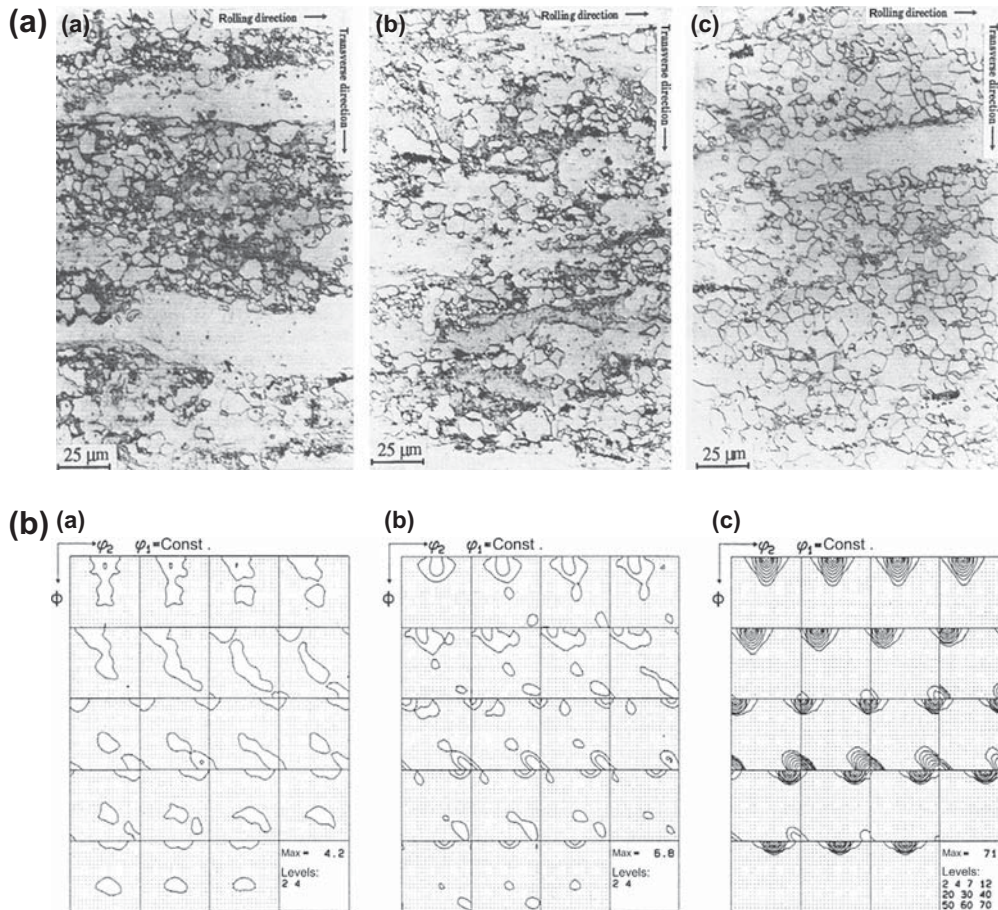 (a)
(a)
Rolling direction
Transverse direction
25 μm
(b)
Rolling direction
Transverse direction
25 μm
(c)
Rolling direction
Transverse direction
25 μm
(b)
(a)
φ₂ φ₁=Const .
Φ
Max = 4.2
Levels:
2 4
(b)
φ₂ φ₁=Const .
Φ
Max = 6.8
Levels:
2 4
(c)
φ₂ φ₁=Const .
Φ
Max = 71
Levels:
2 4 7 12
20 30 40
50 60 70